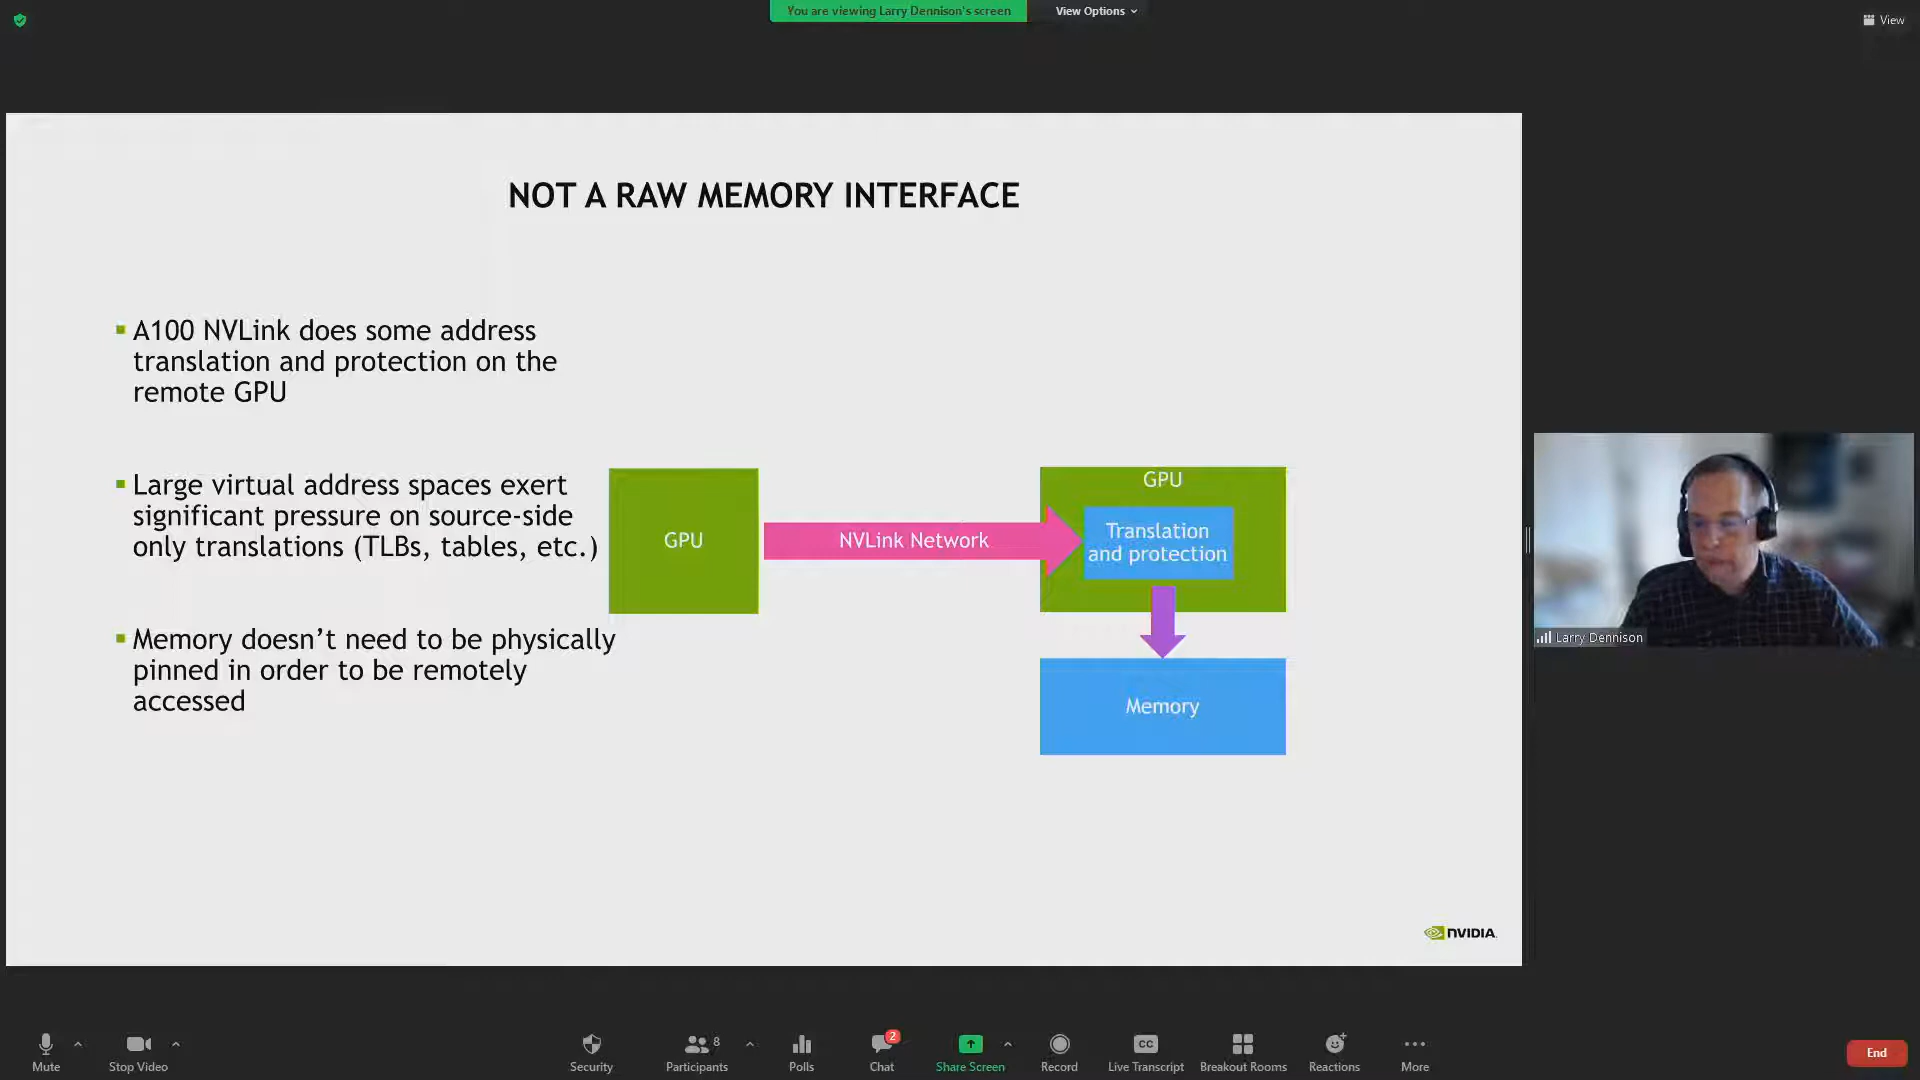 You are viewing Larry Dennison's screen
View Options
View
NOT A RAW MEMORY INTERFACE
A100 NVLink does some address
translation and protection on the
remote GPU
Large virtual address spaces exert
significant pressure on source-side
only translations (TLBs, tables, etc.)
Memory doesn’t need to be physically
pinned in order to be remotely
accessed
GPU
NVLink Network
GPU
Translation
and protection
Memory
NVIDIA.
Larry Dennison
Mute
Stop Video
Security
8
Participants
Polls
2
Chat
Share Screen
Record
CC
Live Transcript
Breakout Rooms
Reactions
More
End